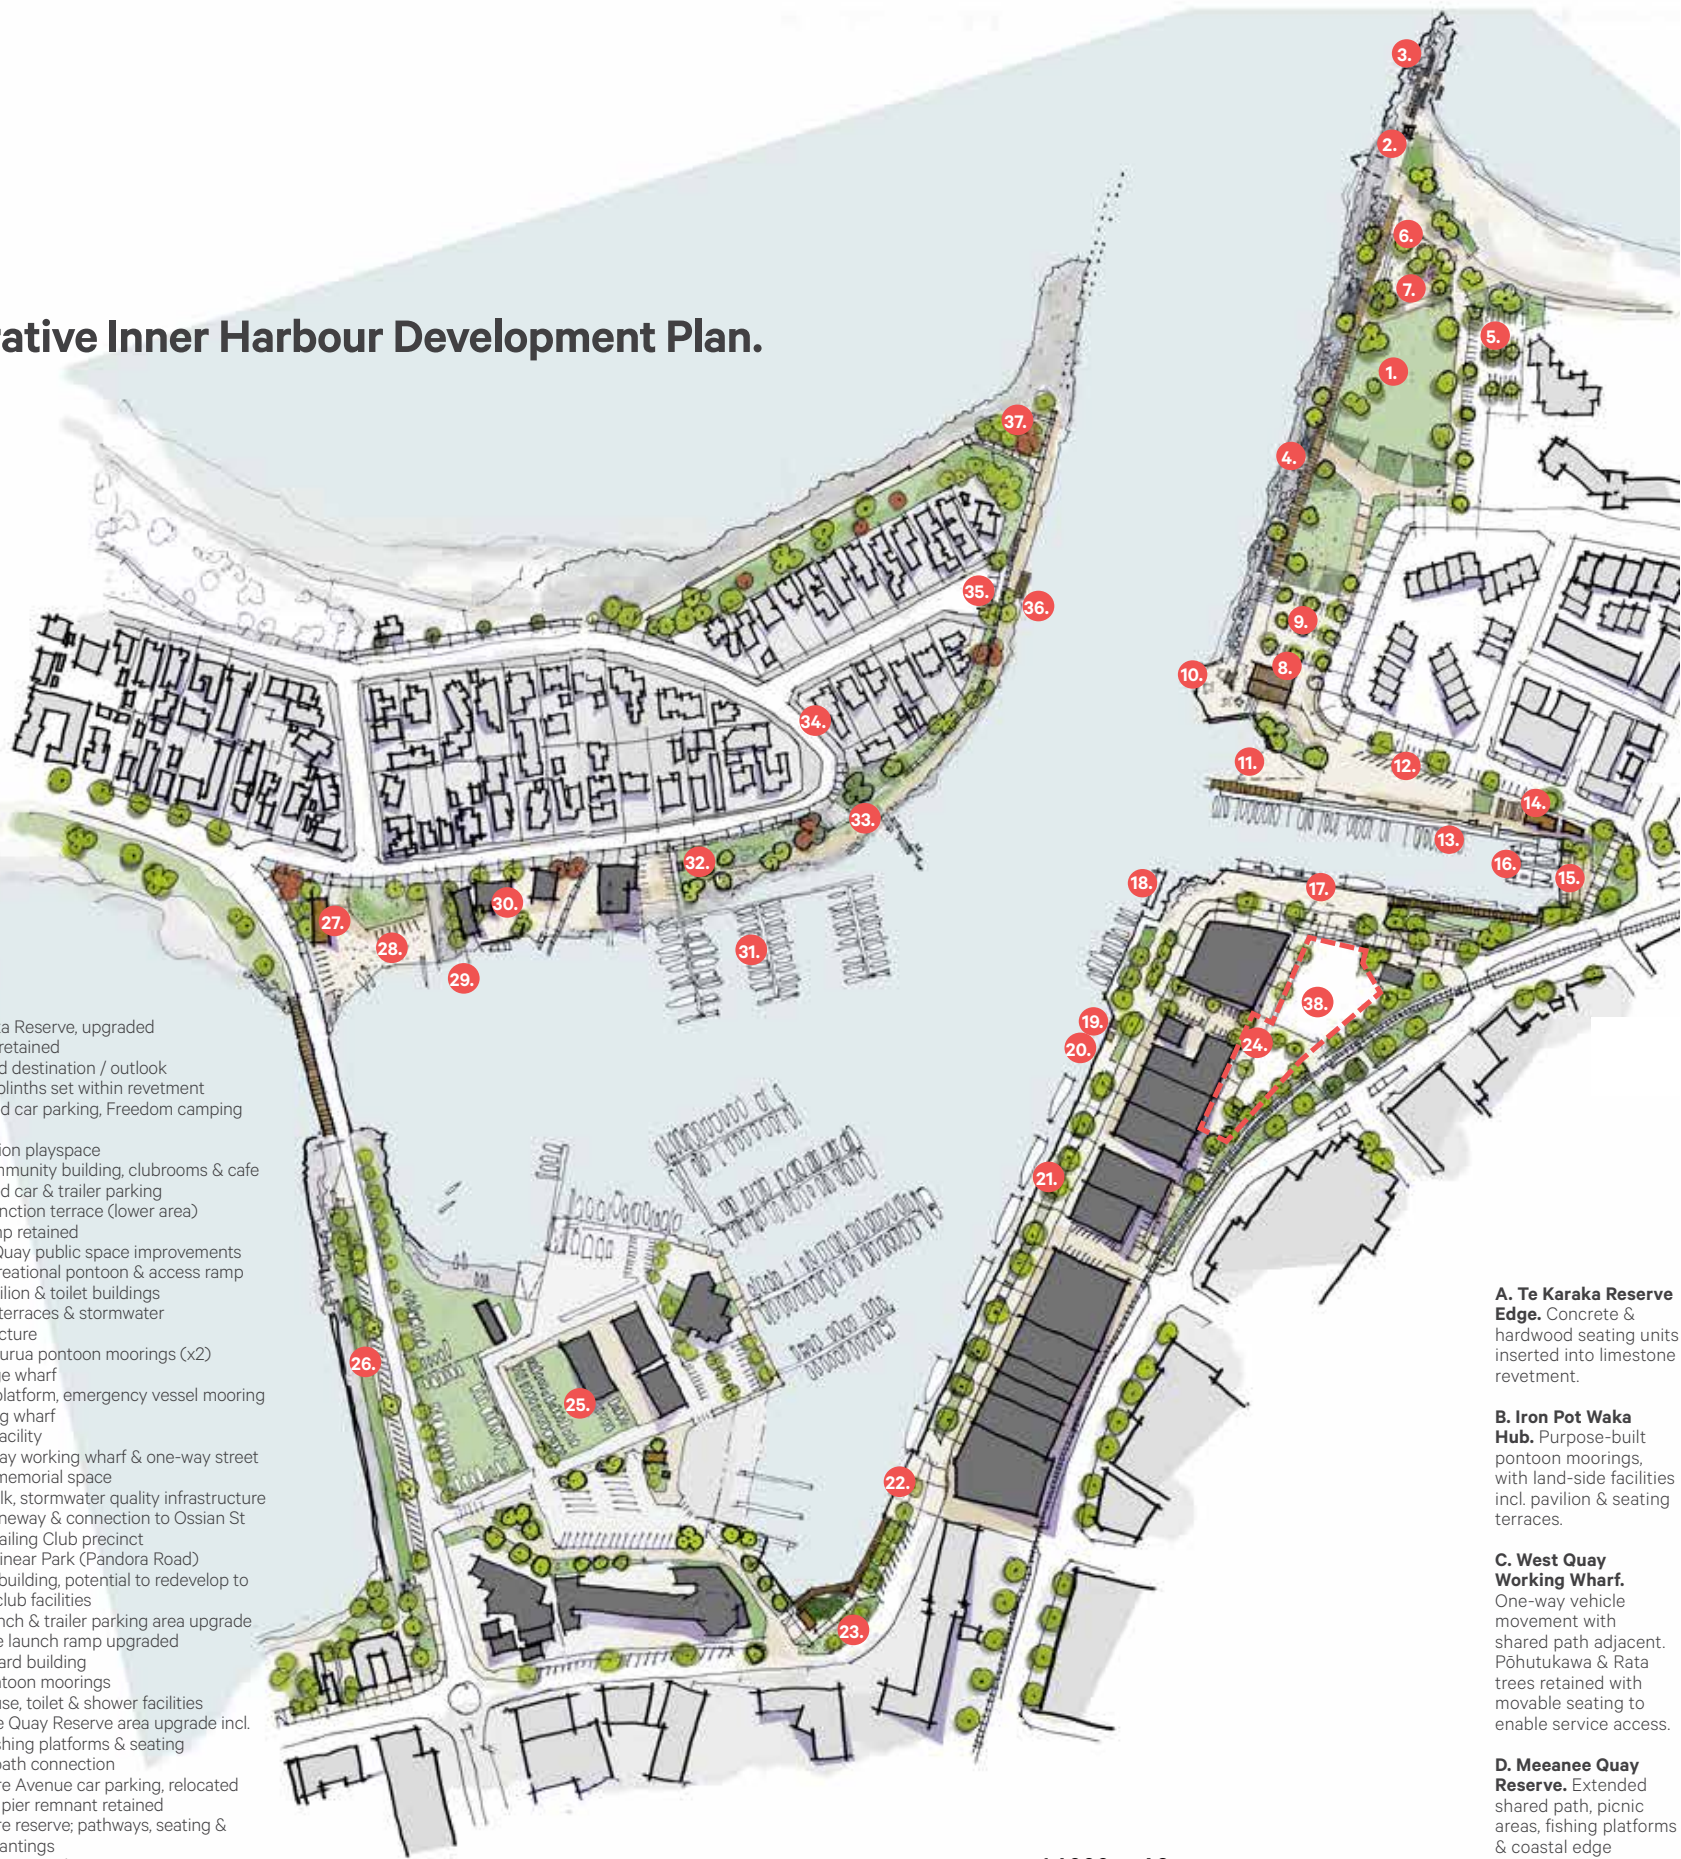 rative Inner Harbour Development Plan.
a Reserve, upgraded
retained
d destination / outlook
plinths set within revetment
d car parking, Freedom camping
ion playspace
mmunity building, clubrooms & cafe
d car & trailer parking
nction terrace (lower area)
mp retained
Quay public space improvements
reational pontoon & access ramp
ilion & toilet buildings
terraces & stormwater
cture
urua pontoon moorings (x2)
ge wharf
platform, emergency vessel mooring
g wharf
acility
ay working wharf & one-way street
memorial space
lk, stormwater quality infrastructure
neway & connection to Ossian St
ailing Club precinct
inear Park (Pandora Road)
building, potential to redevelop to
club facilities
nch & trailer parking area upgrade
e launch ramp upgraded
ard building
ntoon moorings
use, toilet & shower facilities
e Quay Reserve area upgrade incl.
shing platforms & seating
path connection
re Avenue car parking, relocated
pier remnant retained
re reserve; pathways, seating &
antings
3.
2.
6.
7.
5.
1.
4.
37.
35.
36.
9.
8.
10.
34.
11.
12.
14.
33.
13.
32.
16.
15.
18.
17.
30.
27.
28.
31.
29.
38.
19.
20.
24.
21.
26.
25.
22.
23.
A. Te Karaka Reserve
Edge. Concrete &
hardwood seating units
inserted into limestone
revetment.
B. Iron Pot Waka
Hub. Purpose-built
pontoon moorings,
with land-side facilities
incl. pavilion & seating
terraces.
C. West Quay
Working Wharf.
One-way vehicle
movement with
shared path adjacent.
Pōhutukawa & Rata
trees retained with
movable seating to
enable service access.
D. Meeanee Quay
Reserve. Extended
shared path, picnic
areas, fishing platforms
& coastal edge